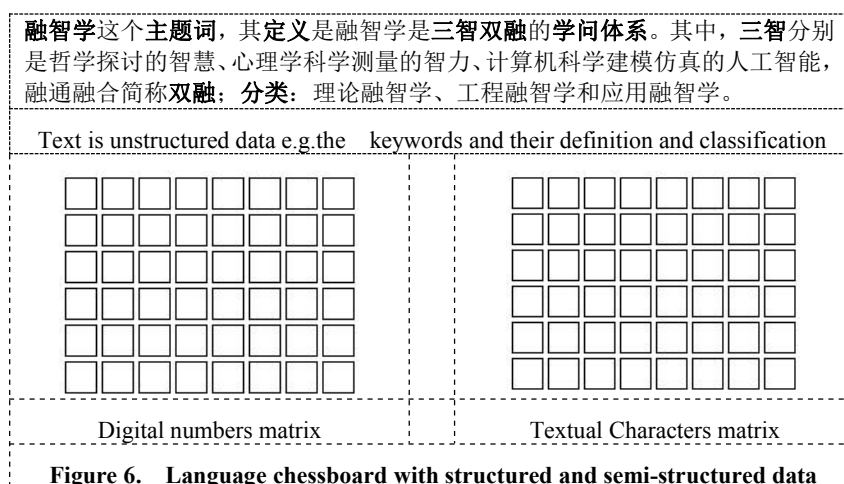 融智学这个主题词，其定义是融智学是三智双融的学问体系。其中，三智分别
是哲学探讨的智慧、心理学科学测量的智力、计算机科学建模仿真的人工智能，
融通融合简称双融；分类：理论融智学、工程融智学和应用融智学。
Text is unstructured data e.g.the keywords and their definition and classification
Digital numbers matrix Textual Characters matrix
Figure 6. Language chessboard with structured and semi-structured data